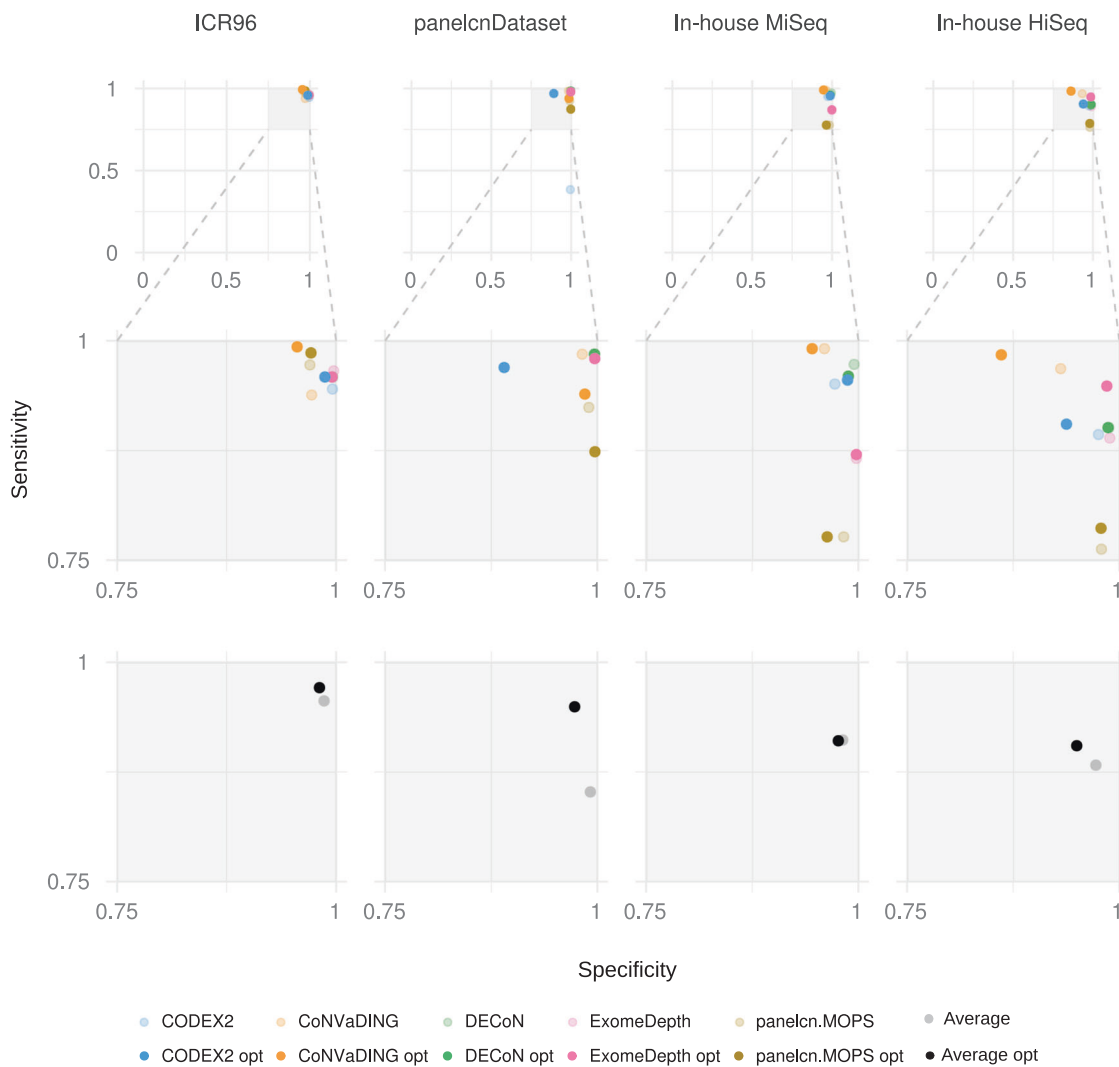 ICR96 panelcnDataset In-house MiSeq In-house HiSeq
1
0.5
0
0 0.5 1 0 0.5 1 0 0.5 1 0 0.5 1
1
Sensitivity
0.75
0.75 1 0.75 1 0.75 1 0.75 1
1
0.75
0.75 1 0.75 1 0.75 1 0.75 1
Specificity
CODEX2 CoNVaDING DECoN ExomeDepth panelcn.MOPS Average
CODEX2 opt CoNVaDING opt DECoN opt ExomeDepth opt panelcn.MOPS opt Average opt